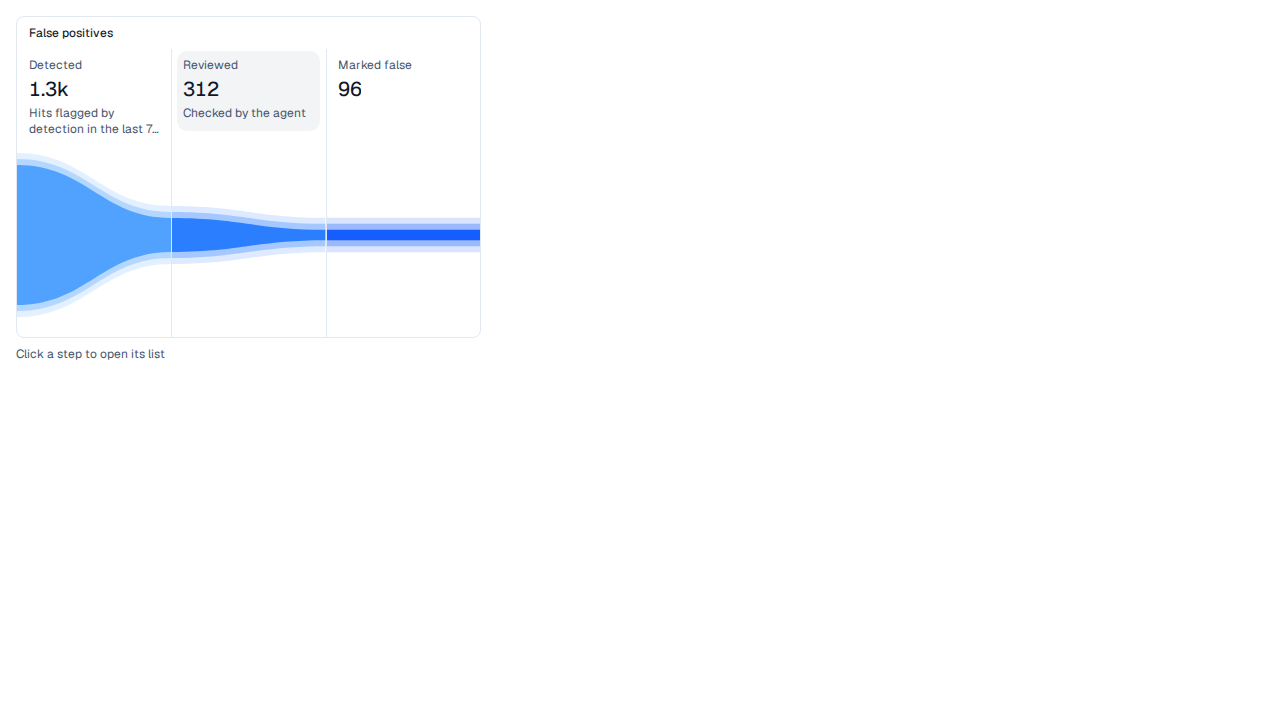 False positives
Detected
1.3k
Hits flagged by
detection in the last 7…
Reviewed
312
Checked by the agent
Marked false
96
Click a step to open its list